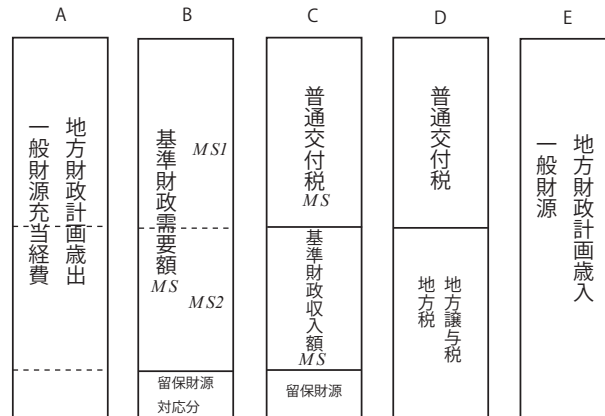 A
B
C
D
E
地方財政計画歳出
一般財源充当経費
基準財政需要額
MS
MS1
MS2
留保財源
対応分
普通交付税
MS
基準財政収入額
MS
留保財源
普通交付税
地方譲与税
地方税
地方財政計画歳入
一般財源